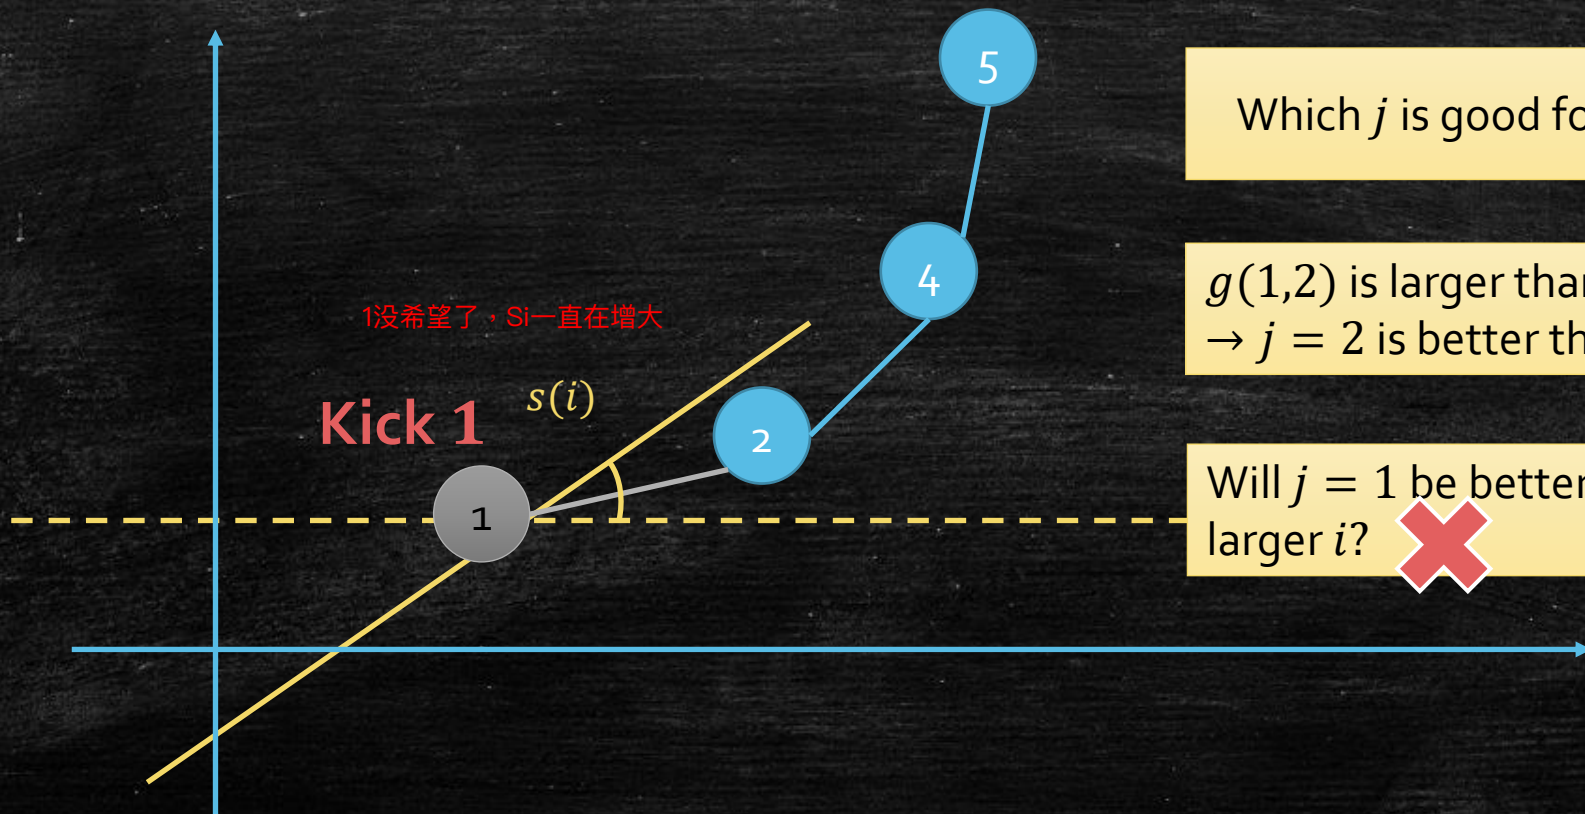 5
Which j is good fo
4
g(1,2) is larger than
→ j = 2 is better th
1没希望了，Si一直在增大
s(i)
Kick 1
2
Will j = 1 be better
larger i?
1